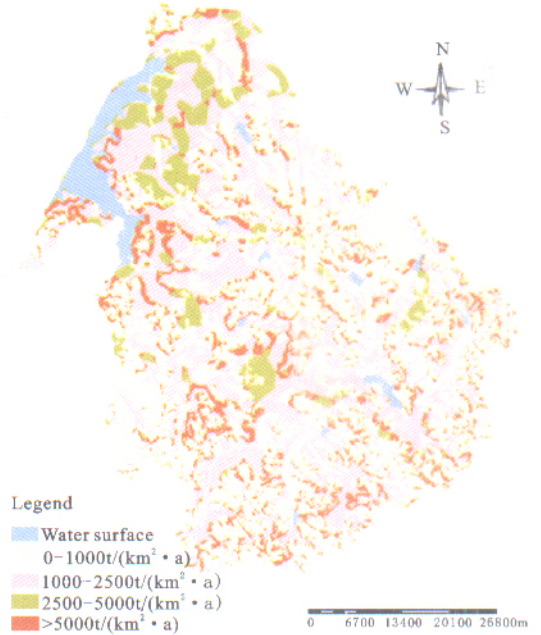 N
W E
S
Legend
Water surface
0-1000t/(km²·a)
1000-2500t/(km²·a)
2500-5000t/(km²·a)
>5000t/(km²·a)
0 6700 13400 20100 26800m